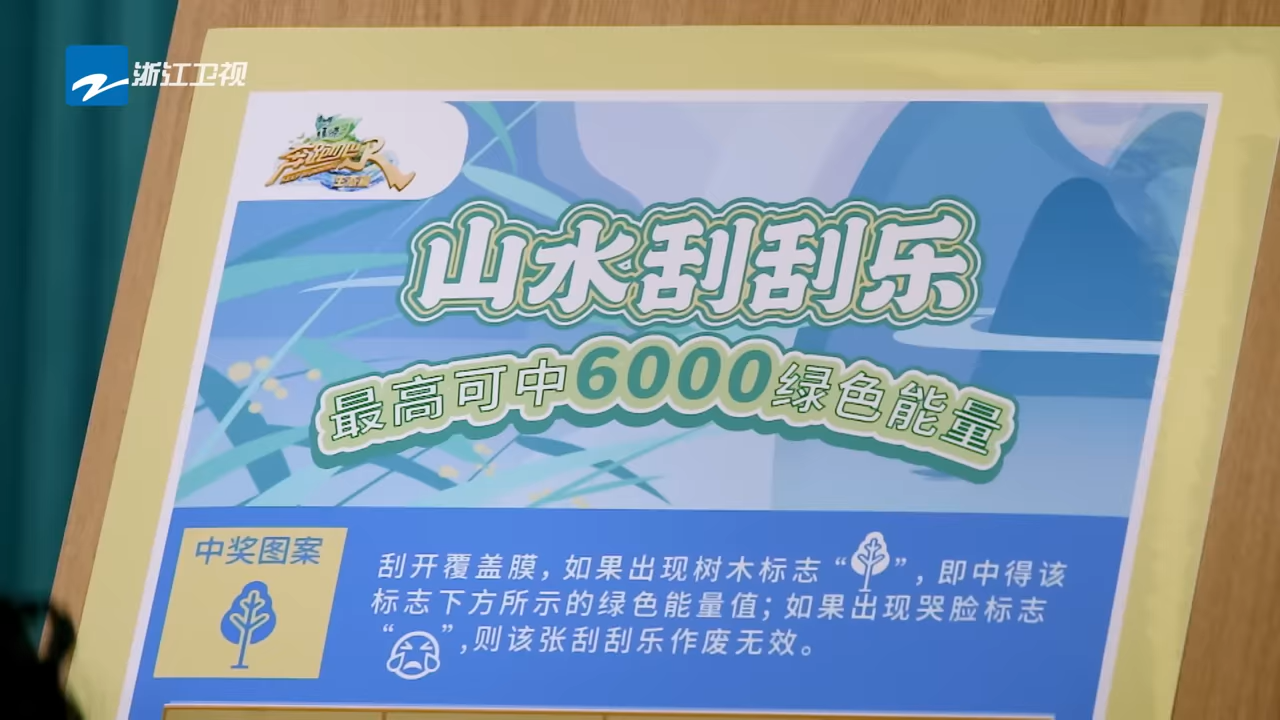 浙江卫视
奔跑吧
山水刮刮乐
最高可中6000绿色能量
中奖图案
刮开覆盖膜，如果出现树木标志“ ”，即中得该
标志下方所示的绿色能量值；如果出现哭脸标志
“ ”，则该张刮刮乐作废无效。